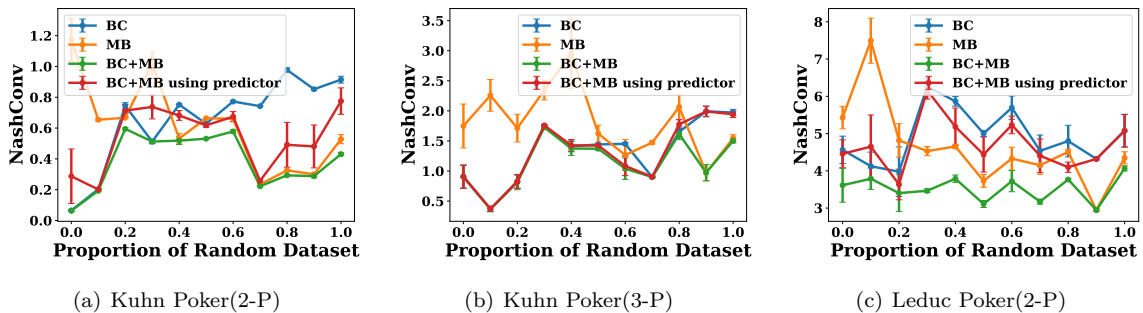 BC
MB
BC+MB
BC+MB using predictor
NashConv
1.2
1.0
0.8
0.6
0.4
0.2
0.0
0.0 0.2 0.4 0.6 0.8 1.0
Proportion of Random Dataset
(a) Kuhn Poker(2-P)
BC
MB
BC+MB
BC+MB using predictor
NashConv
3.5
3.0
2.5
2.0
1.5
1.0
0.5
0.0 0.2 0.4 0.6 0.8 1.0
Proportion of Random Dataset
(b) Kuhn Poker(3-P)
BC
MB
BC+MB
BC+MB using predictor
NashConv
8
7
6
5
4
3
0.0 0.2 0.4 0.6 0.8 1.0
Proportion of Random Dataset
(c) Leduc Poker(2-P)